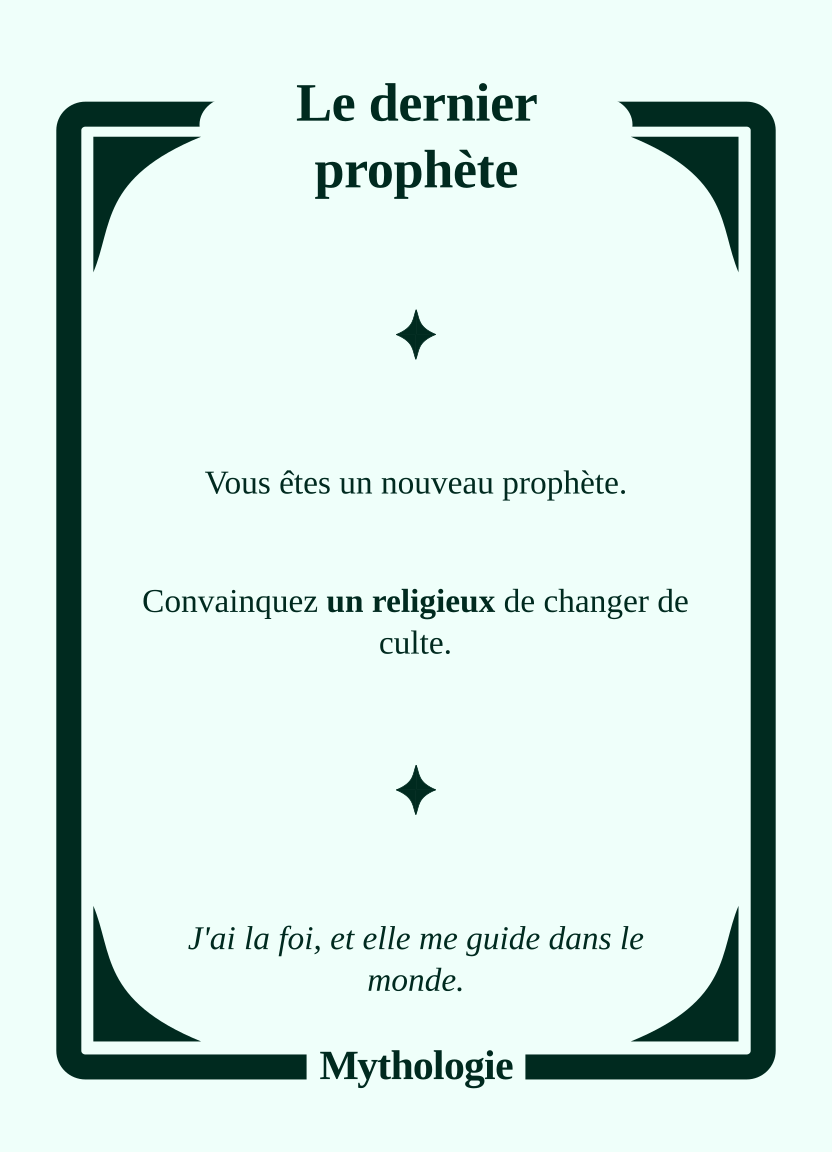 Le dernier
prophète
Vous êtes un nouveau prophète.
Convainquez un religieux de changer de
culte.
J'ai la foi, et elle me guide dans le
monde.
Mythologie